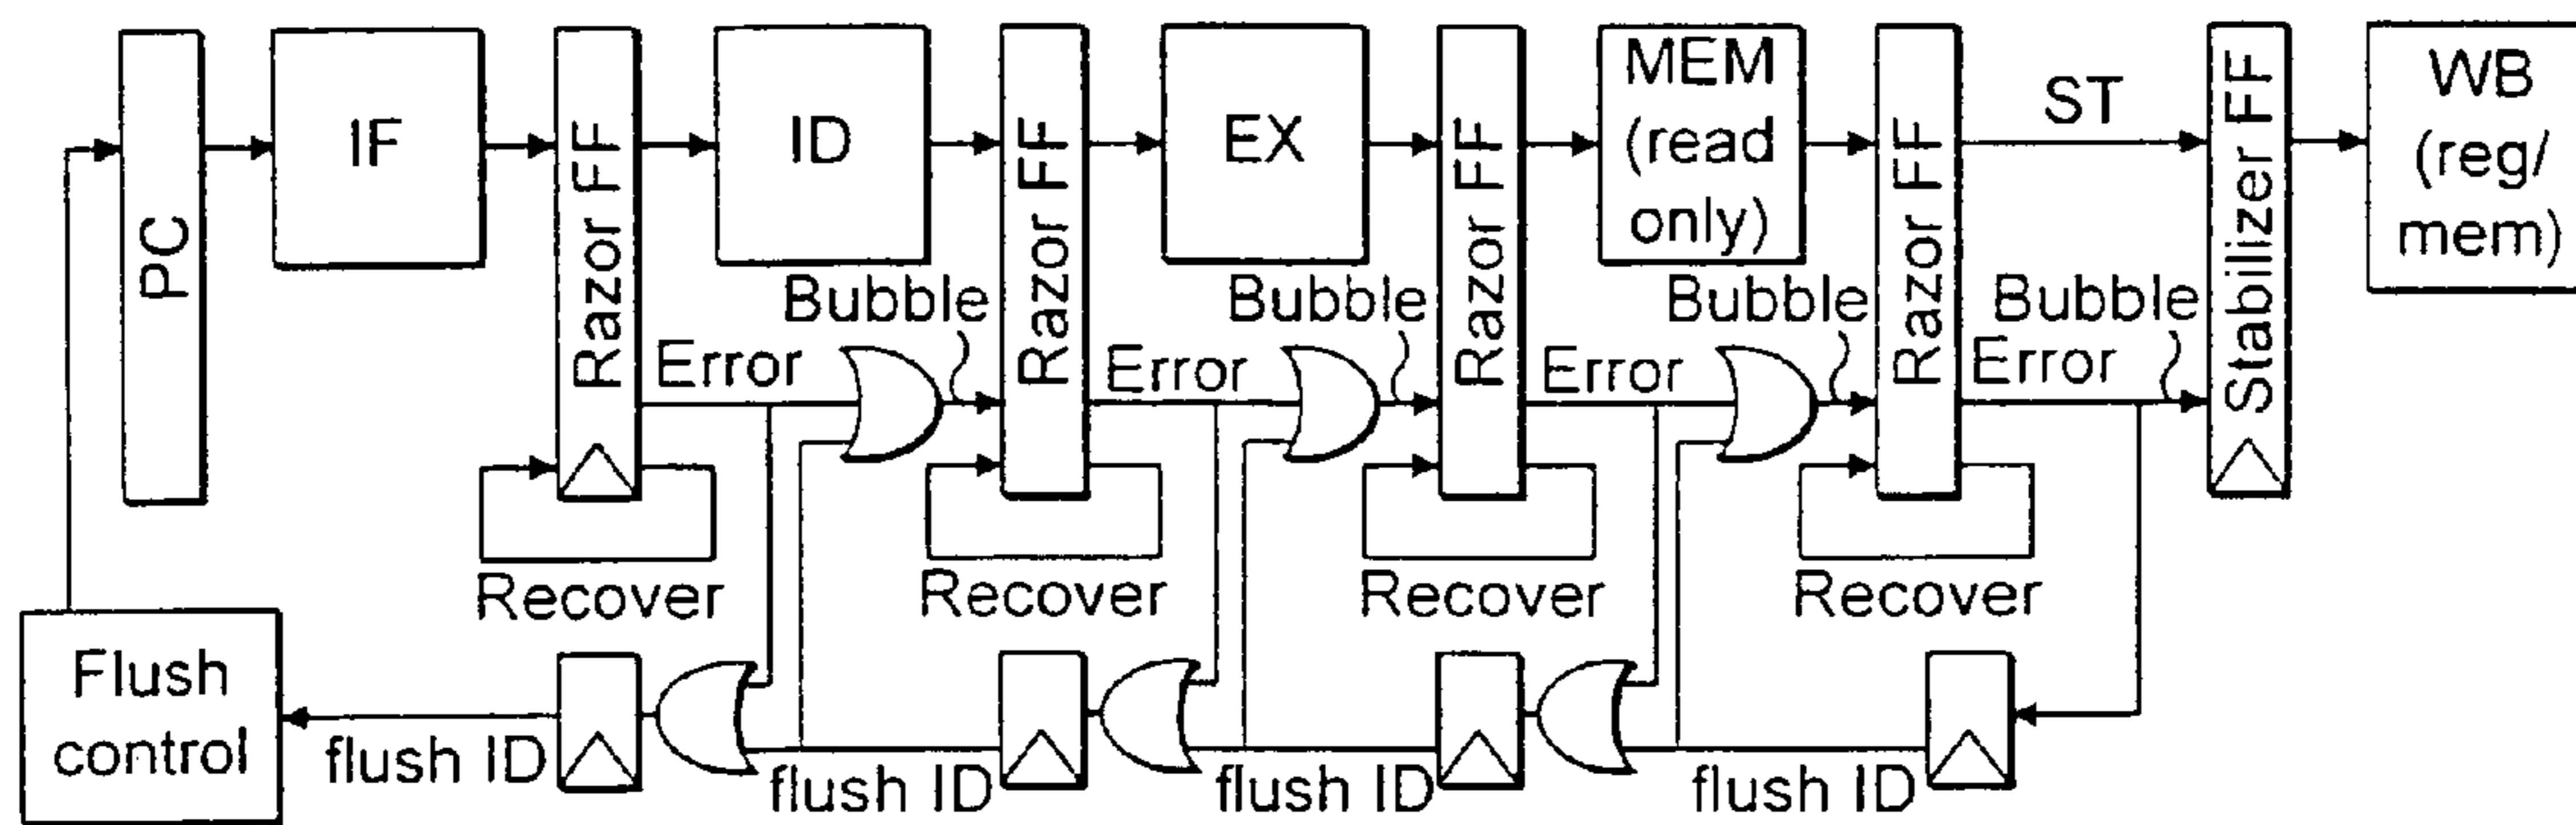 PC
IF
Razor FF
ID
Razor FF
EX
Razor FF
MEM
(read
only)
Razor FF
ST
Stabilizer FF
WB
(reg/
mem)
Bubble
Bubble
Bubble
Bubble
Error
Error
Error
Error
Recover
Recover
Recover
Recover
Flush
control
flush ID
flush ID
flush ID
flush ID